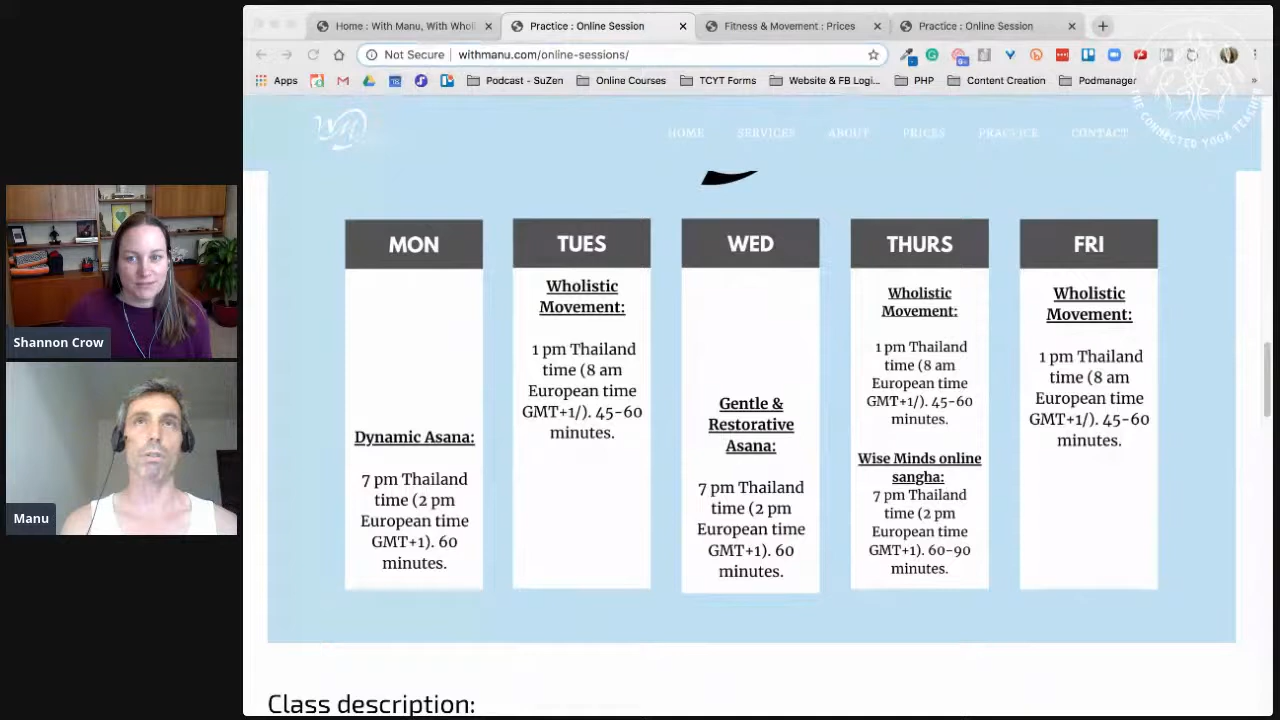 Home : With Manu, With Wholi
Practice : Online Session
Fitness & Movement : Prices
Practice : Online Session
Not Secure
withmanu.com/online-sessions/
Apps
Podcast - SuZen
Online Courses
TCYT Forms
Website & FB Logi...
PHP
Content Creation
Podmanager
THE CONNECTED YOGA TEACHER
HOME
SERVICES
ABOUT
PRICES
PRACTICE
CONTACT
MON
Dynamic Asana:
7 pm Thailand
time (2 pm
European time
GMT+1). 60
minutes.
TUES
Wholistic
Movement:
1 pm Thailand
time (8 am
European time
GMT+1/). 45-60
minutes.
WED
Gentle &
Restorative
Asana:
7 pm Thailand
time (2 pm
European time
GMT+1). 60
minutes.
THURS
Wholistic
Movement:
1 pm Thailand
time (8 am
European time
GMT+1/). 45-60
minutes.
Wise Minds online
sangha:
7 pm Thailand
time (2 pm
European time
GMT+1). 60-90
minutes.
FRI
Wholistic
Movement:
1 pm Thailand
time (8 am
European time
GMT+1/). 45-60
minutes.
Class description:
Shannon Crow
Manu